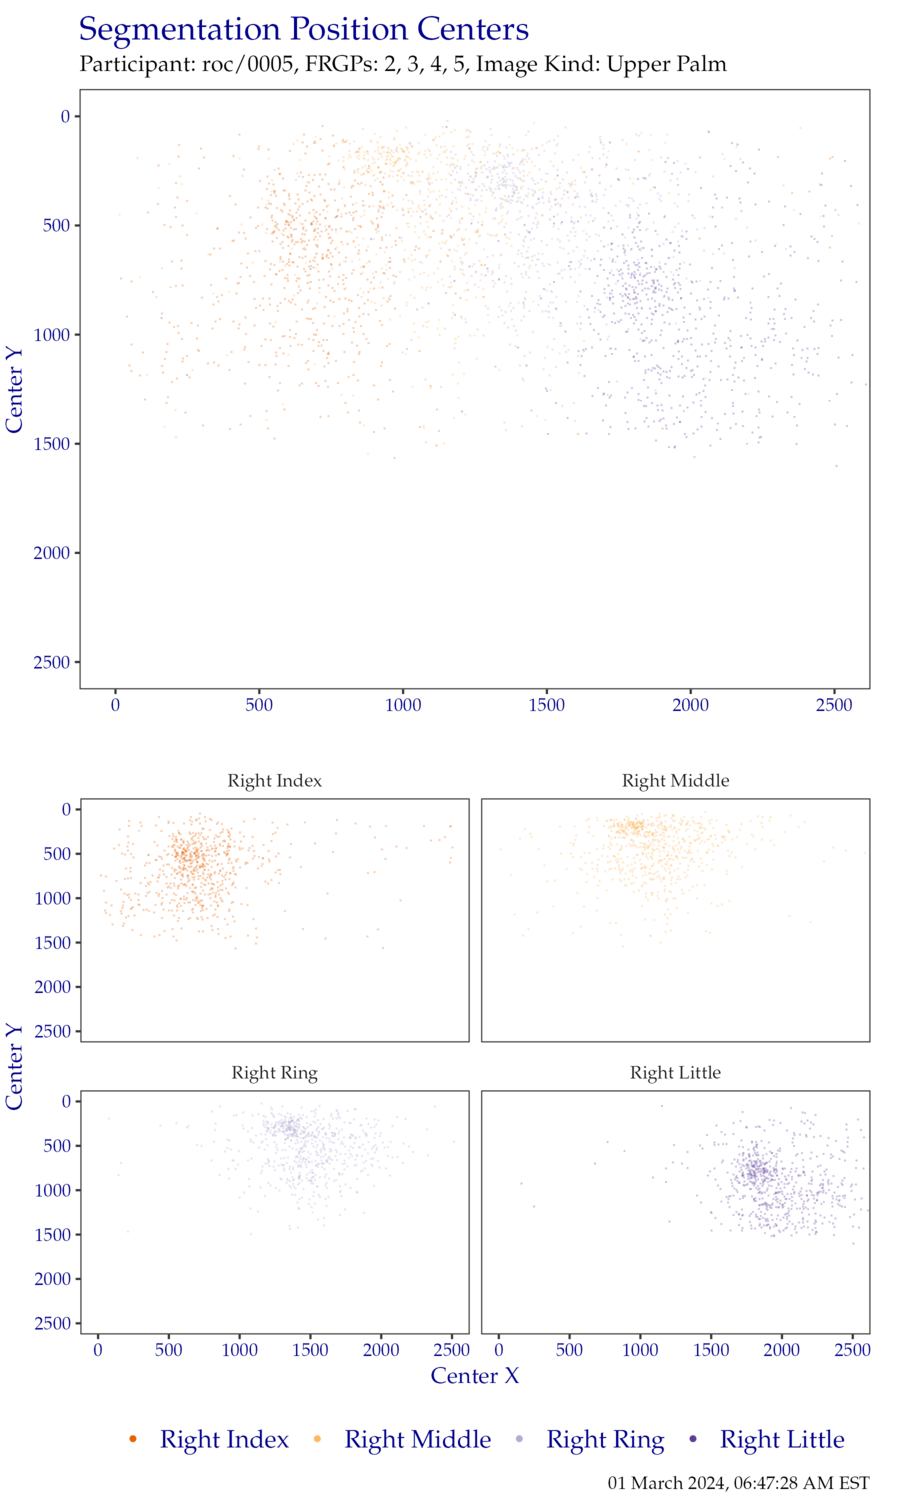 Segmentation Position Centers
Participant: roc/0005, FRGPs: 2, 3, 4, 5, Image Kind: Upper Palm
Center Y
0
500
1000
1500
2000
2500
0 500 1000 1500 2000 2500
Right Index Right Middle
Center Y
0
500
1000
1500
2000
2500
Right Ring Right Little
0
500
1000
1500
2000
2500
0 500 1000 1500 2000 2500 0 500 1000 1500 2000 2500
Center X
Right Index Right Middle Right Ring Right Little
01 March 2024, 06:47:28 AM EST